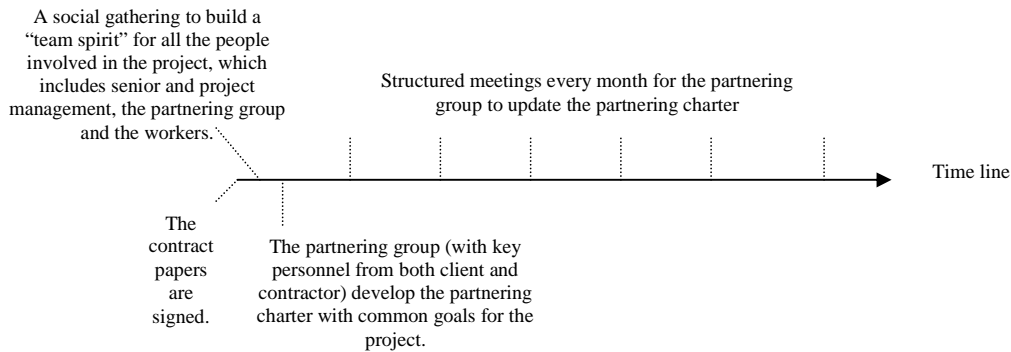 A social gathering to build a
“team spirit” for all the people
involved in the project, which
includes senior and project
management, the partnering group
and the workers.
Structured meetings every month for the partnering
group to update the partnering charter
Time line
The
contract
papers
are
signed.
The partnering group (with key
personnel from both client and
contractor) develop the partnering
charter with common goals for the
project.